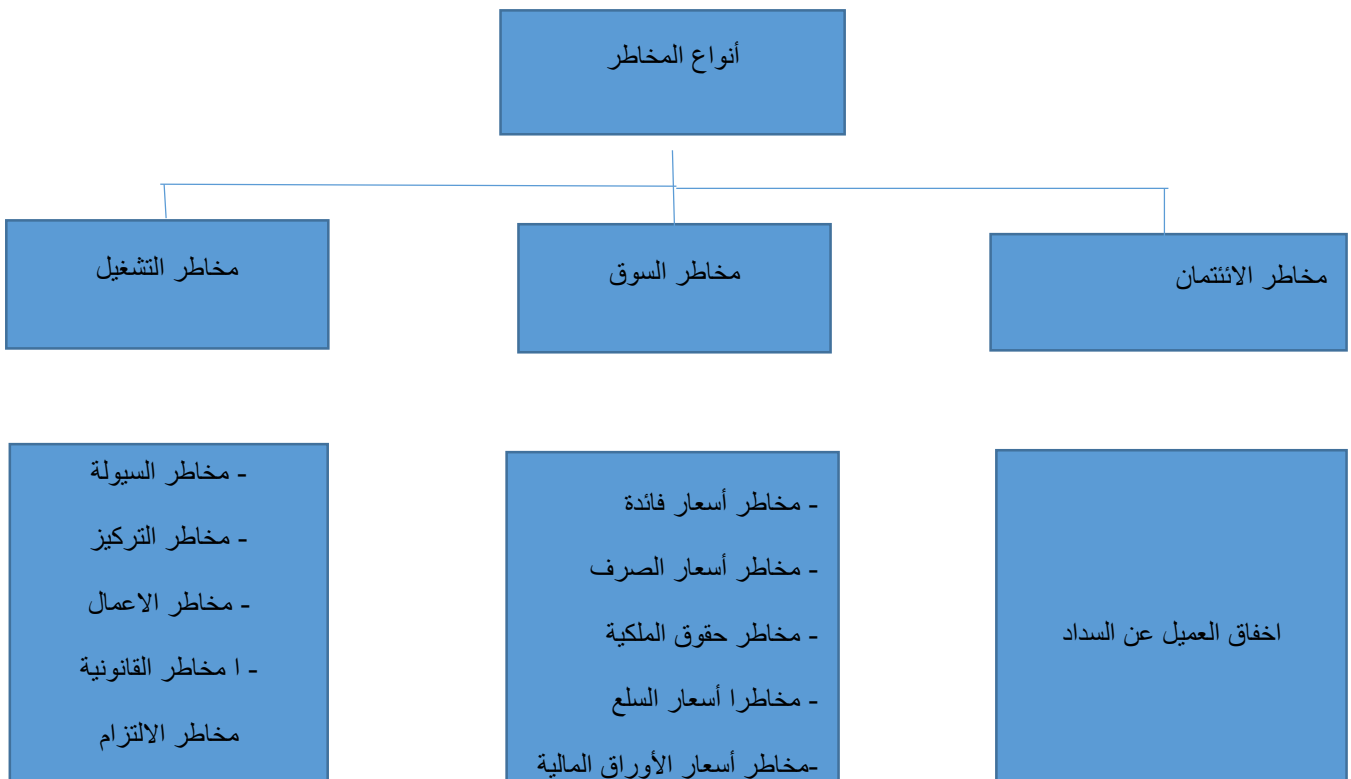 أنواع المخاطر
مخاطر الائتمان
مخاطر السوق
مخاطر التشغيل
اخفاق العميل عن السداد
- مخاطر أسعار فائدة
- مخاطر أسعار الصرف
- مخاطر حقوق الملكية
- مخاطرا أسعار السلع
-مخاطر أسعار الأوراق المالية
- مخاطر السيولة
- مخاطر التركيز
- مخاطر الاعمال
- ا مخاطر القانونية
مخاطر الالتزام